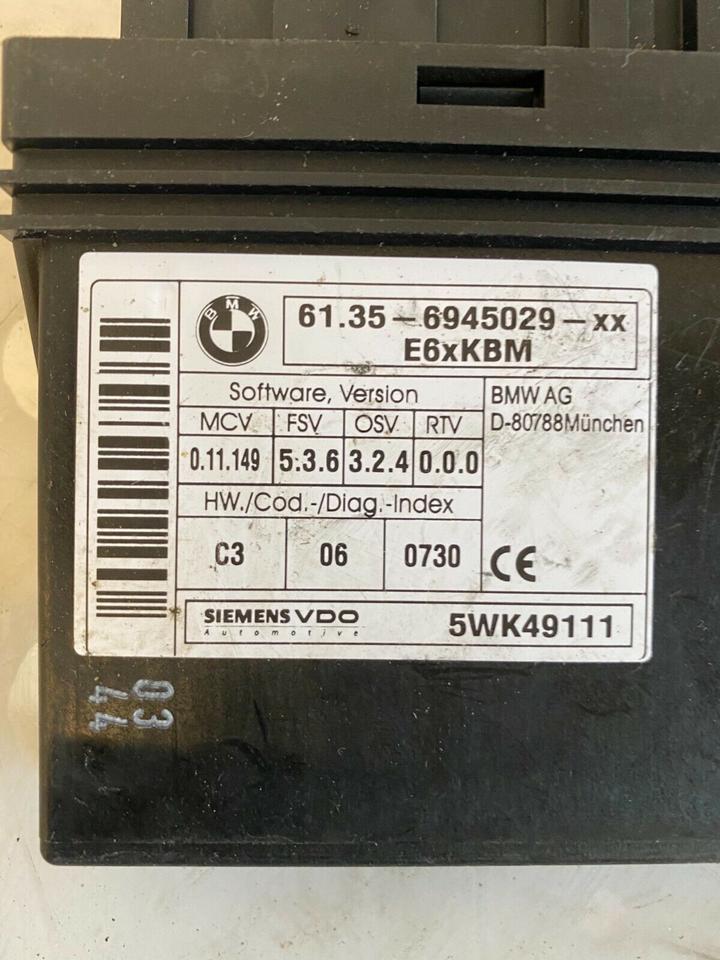 BMW
61.35-6945029-xx
E6xKBM
Software, Version
MCV FSV OSV RTV
0.11.149 5.3.6 3.2.4 0.0.0
HW./Cod.-/Diag.-Index
C3 06 0730
BMW AG
D-80788München
CE
SIEMENS VDO
Automotive
5WK49111
03
44